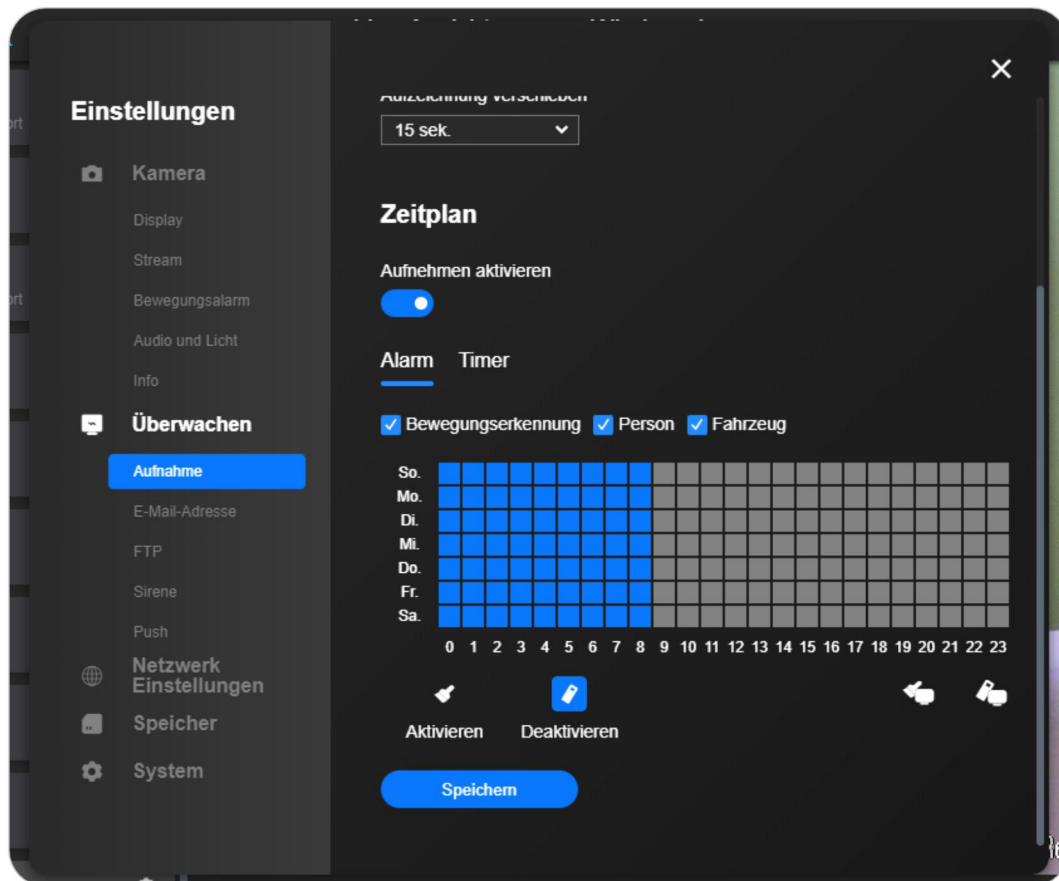 Einstellungen
Kamera
Display
Stream
Bewegungsalarm
Audio und Licht
Info
Überwachen
Aufnahme
E-Mail-Adresse
FTP
Sirene
Push
Netzwerk
Einstellungen
Speicher
System
Aufzeichnung verschieben
15 sek.
Zeitplan
Aufnehmen aktivieren
Alarm Timer
Bewegungserkennung Person Fahrzeug
So.
Mo.
Di.
Mi.
Do.
Fr.
Sa.
0 1 2 3 4 5 6 7 8 9 10 11 12 13 14 15 16 17 18 19 20 21 22 23
Aktivieren Deaktivieren
Speichern